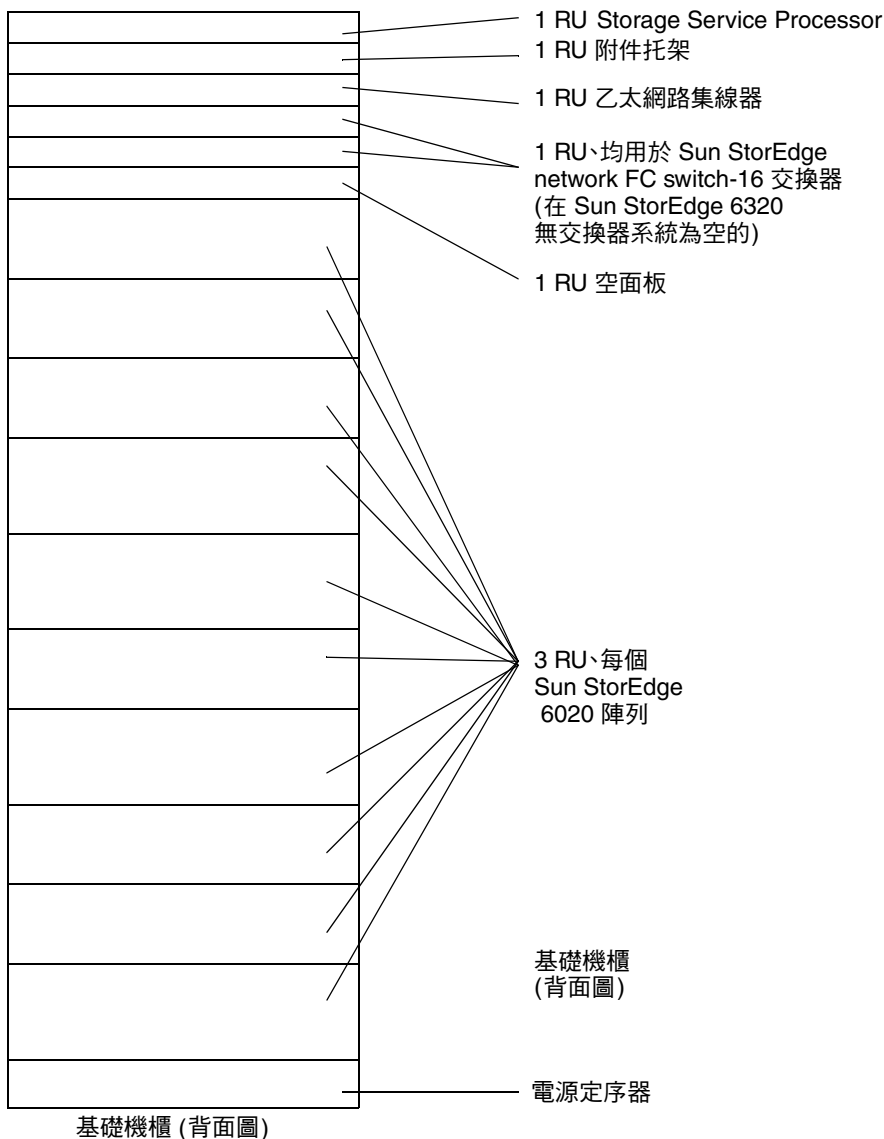 1 RU Storage Service Processor
1 RU 附件托架
1 RU 乙太網路集線器
1 RU、均用於 Sun StorEdge
network FC switch-16 交換器
(在 Sun StorEdge 6320
無交換器系統為空的)
1 RU 空面板
3 RU、每個
Sun StorEdge
6020 陣列
基礎機櫃
(背面圖)
電源定序器
基礎機櫃 (背面圖)